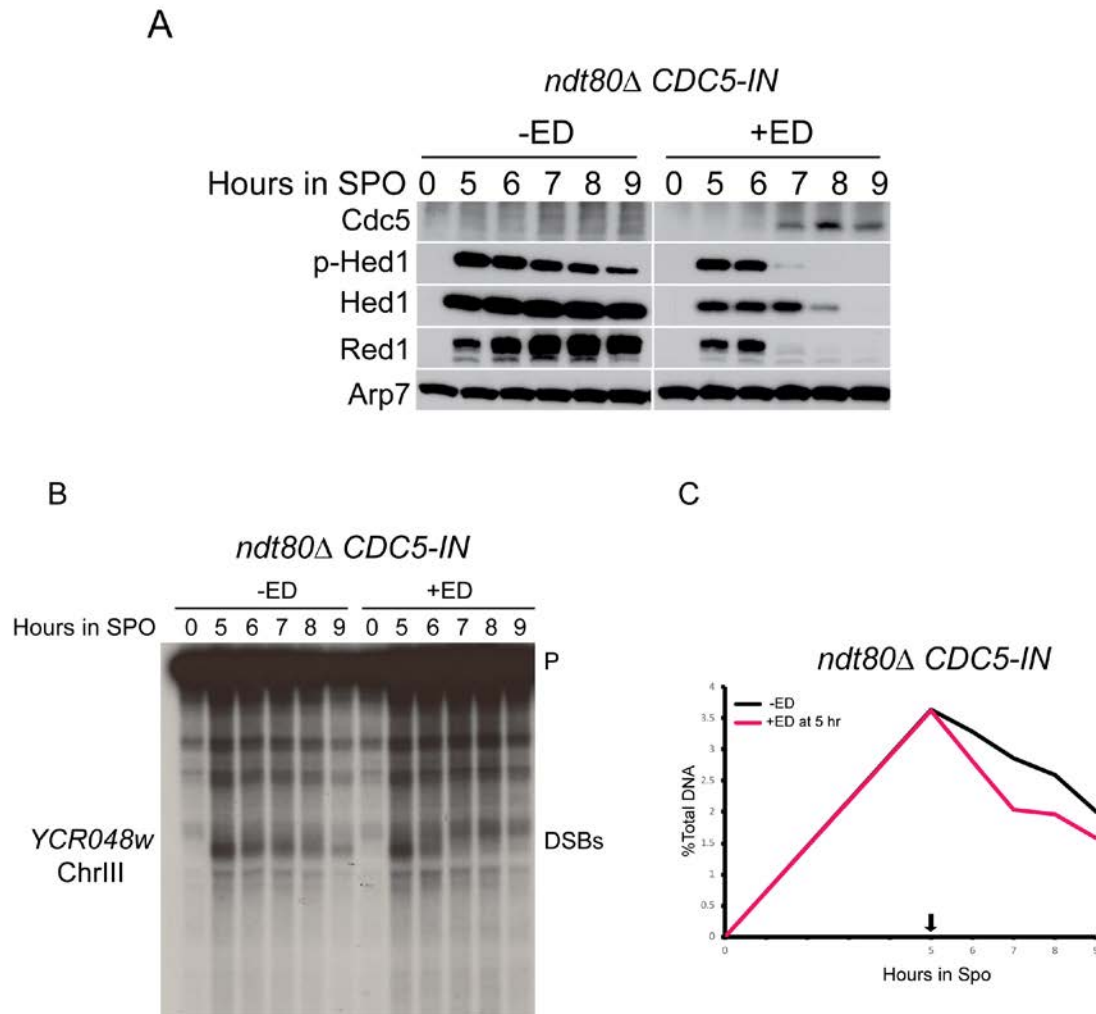 A
ndt80Δ CDC5-IN
-ED +ED
Hours in SPO 0 5 6 7 8 9 0 5 6 7 8 9
Cdc5
p-Hed1
Hed1
Red1
Arp7
B
ndt80Δ CDC5-IN
-ED +ED
Hours in SPO 0 5 6 7 8 9 0 5 6 7 8 9
P
YCR048w
ChrIII
DSBs
C
ndt80Δ CDC5-IN
-ED
+ED at 5 hr
%Total DNA
4
3.5
3
2.5
2
1.5
1
0.5
0
0 5 6 7 8 9
Hours in Spo